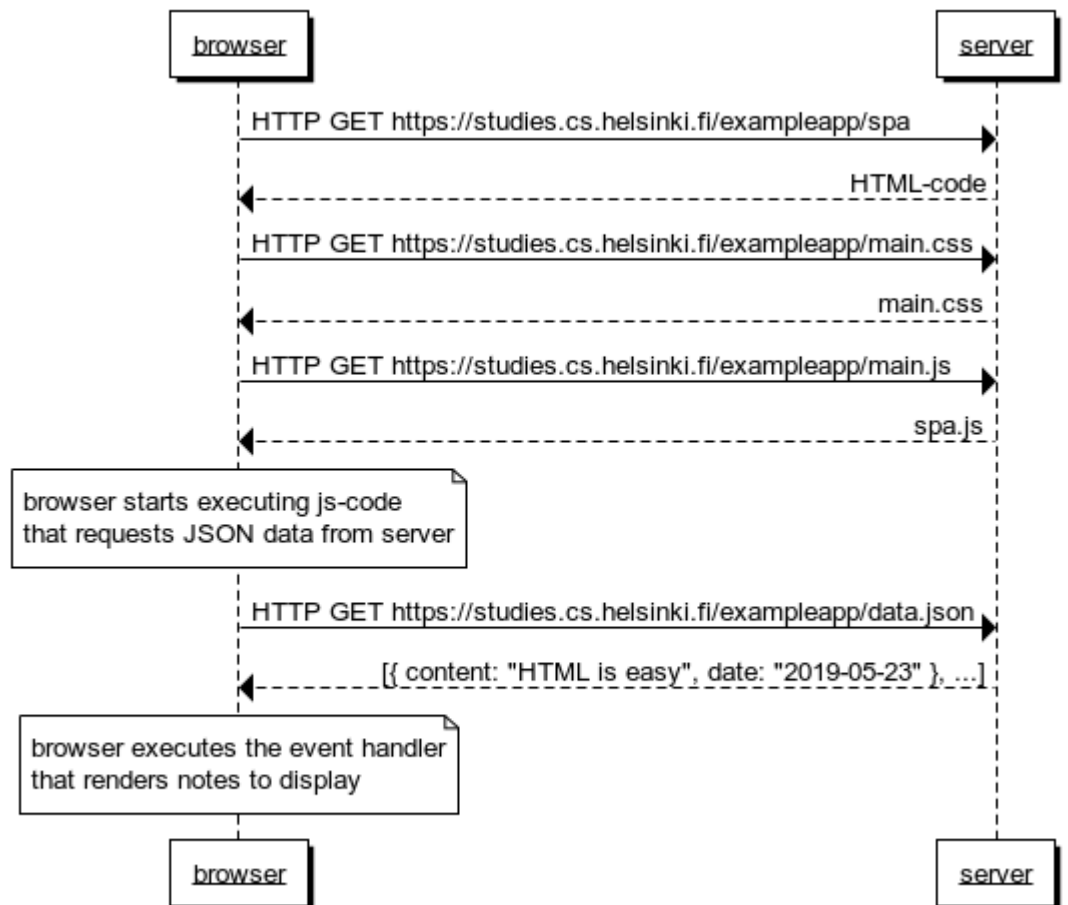 browser
server
HTTP GET https://studies.cs.helsinki.fi/exampleapp/spa
HTML-code
HTTP GET https://studies.cs.helsinki.fi/exampleapp/main.css
main.css
HTTP GET https://studies.cs.helsinki.fi/exampleapp/main.js
spa.js
browser starts executing js-code
that requests JSON data from server
HTTP GET https://studies.cs.helsinki.fi/exampleapp/data.json
[{ content: "HTML is easy", date: "2019-05-23" }, ...]
browser executes the event handler
that renders notes to display
browser
server